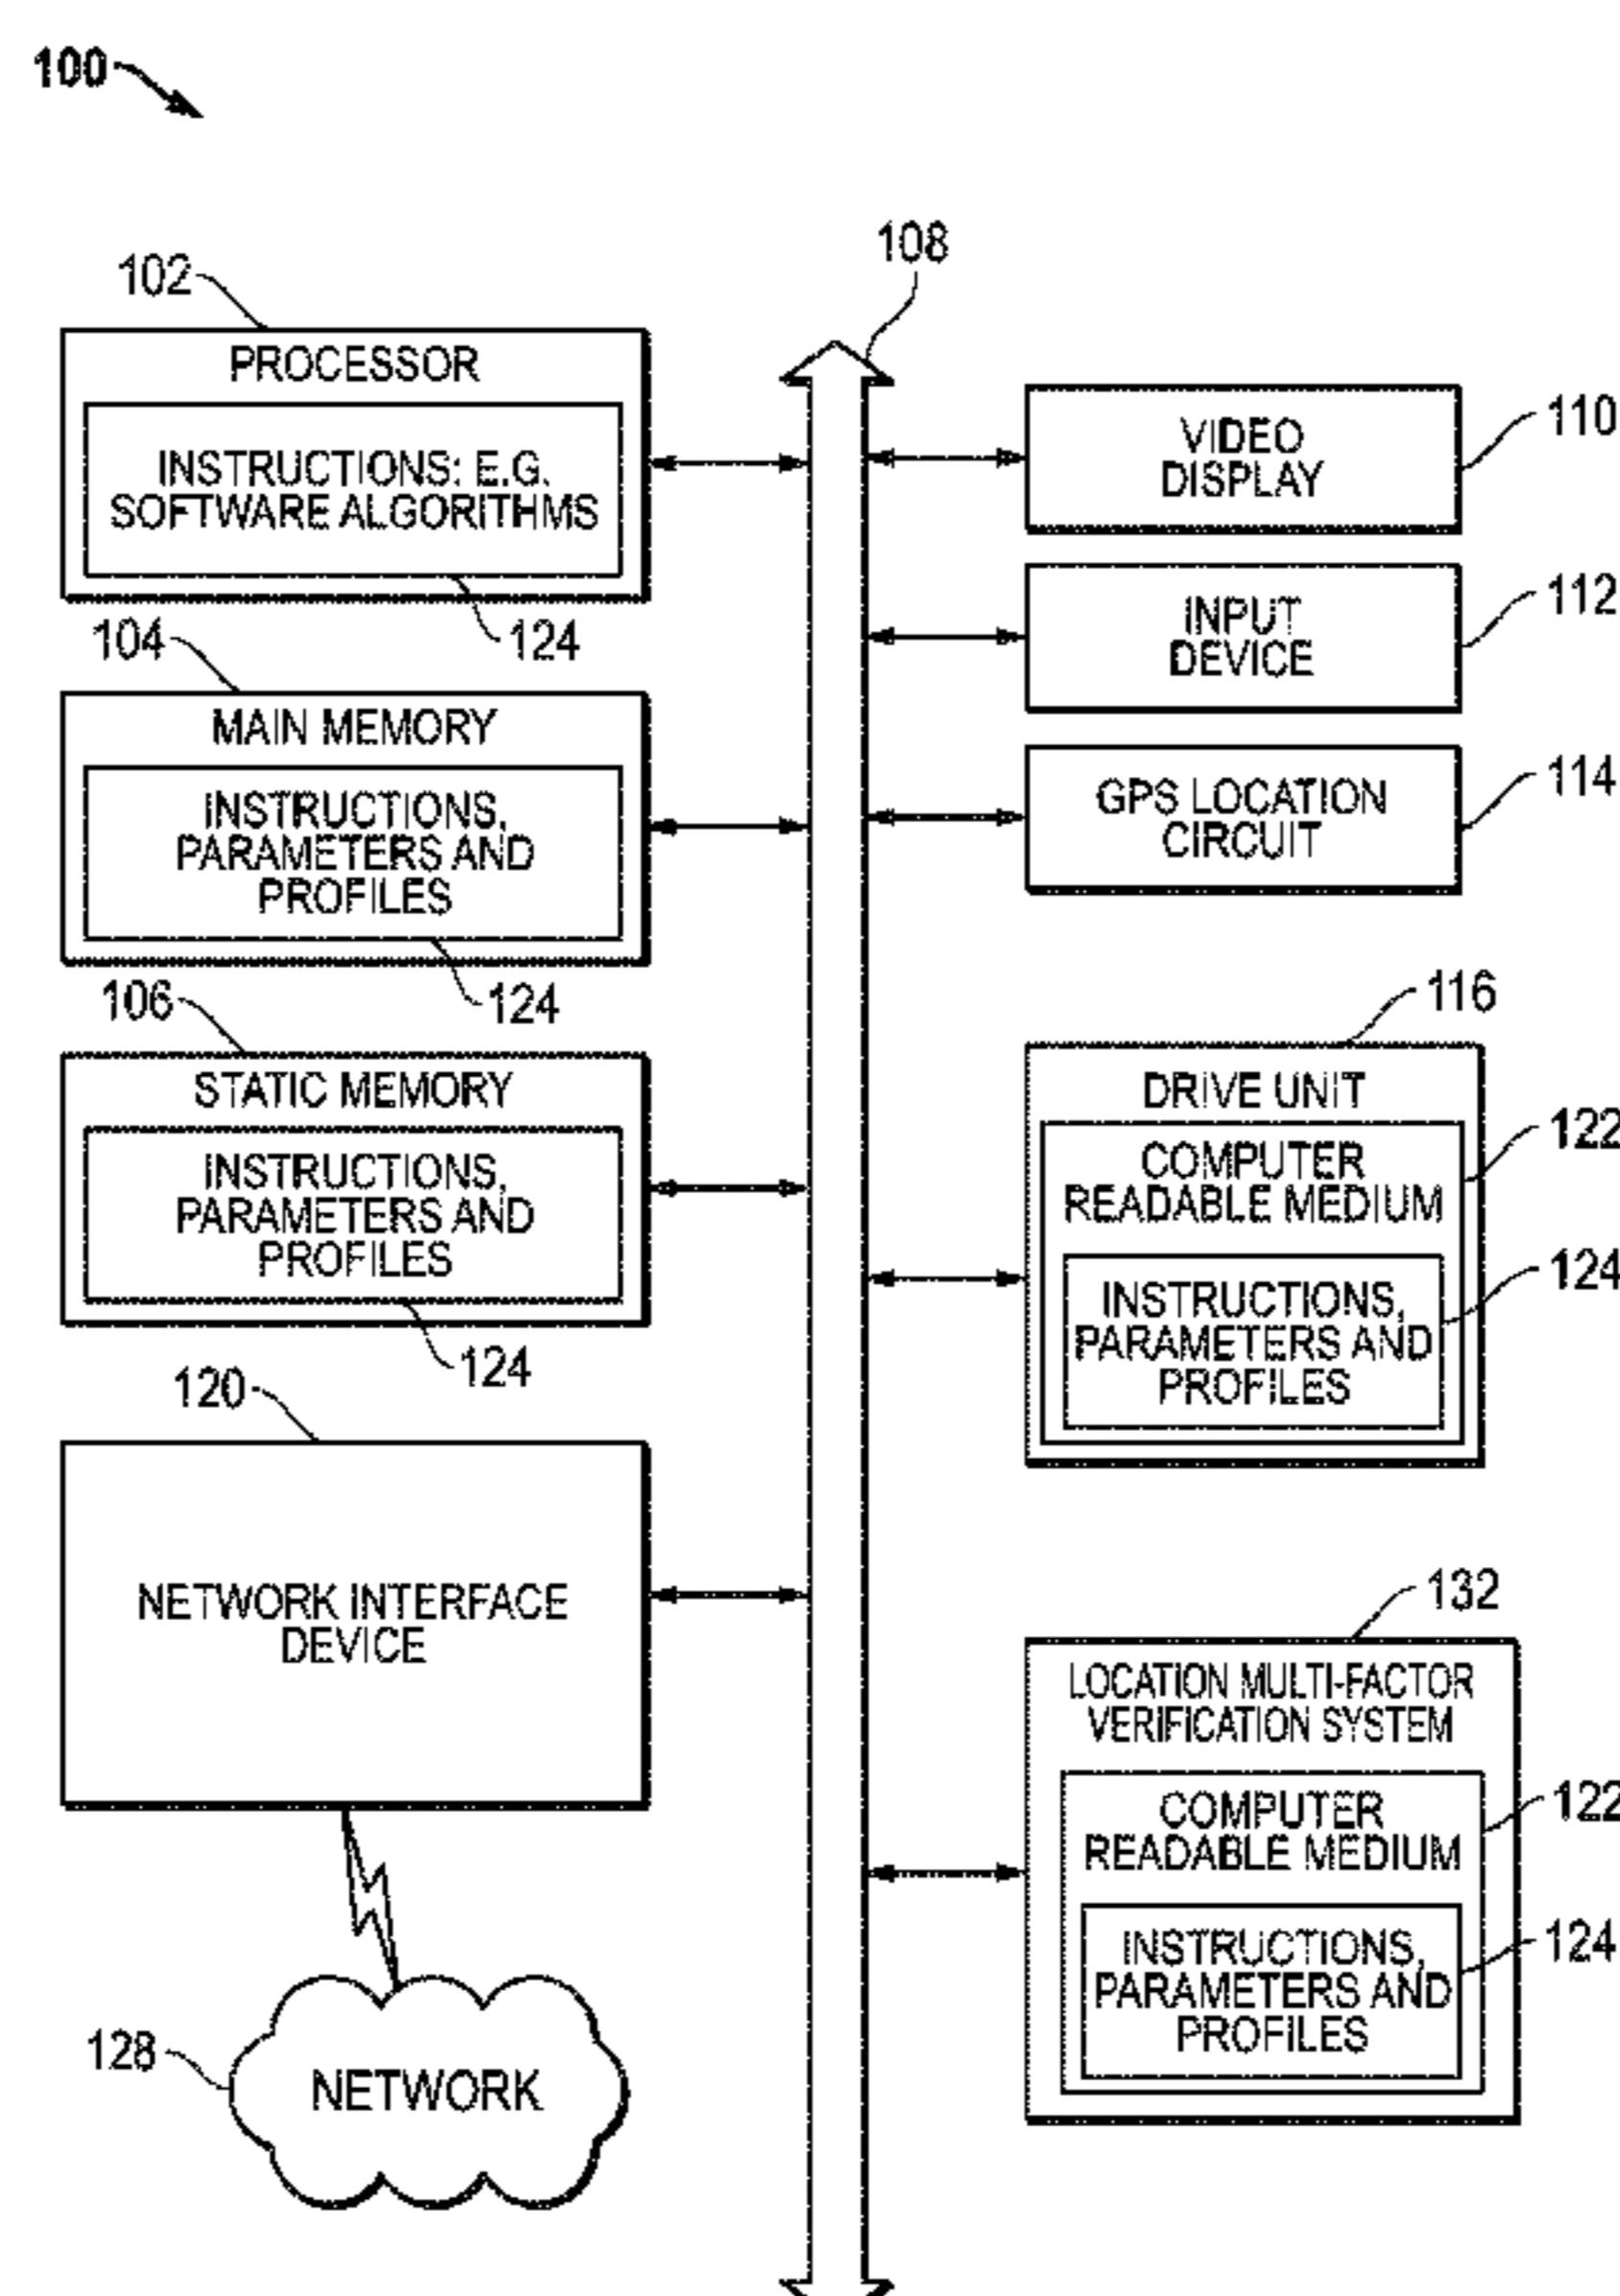 100
108
102
PROCESSOR
INSTRUCTIONS: E.G.
SOFTWARE ALGORITHMS
124
104
MAIN MEMORY
INSTRUCTIONS,
PARAMETERS AND
PROFILES
124
106
STATIC MEMORY
INSTRUCTIONS,
PARAMETERS AND
PROFILES
124
120
NETWORK INTERFACE
DEVICE
128
NETWORK
VIDEO
DISPLAY
110
INPUT
DEVICE
112
GPS LOCATION
CIRCUIT
114
116
DRIVE UNIT
COMPUTER
READABLE MEDIUM
122
INSTRUCTIONS,
PARAMETERS AND
PROFILES
124
132
LOCATION MULTI-FACTOR
VERIFICATION SYSTEM
COMPUTER
READABLE MEDIUM
122
INSTRUCTIONS,
PARAMETERS AND
PROFILES
124